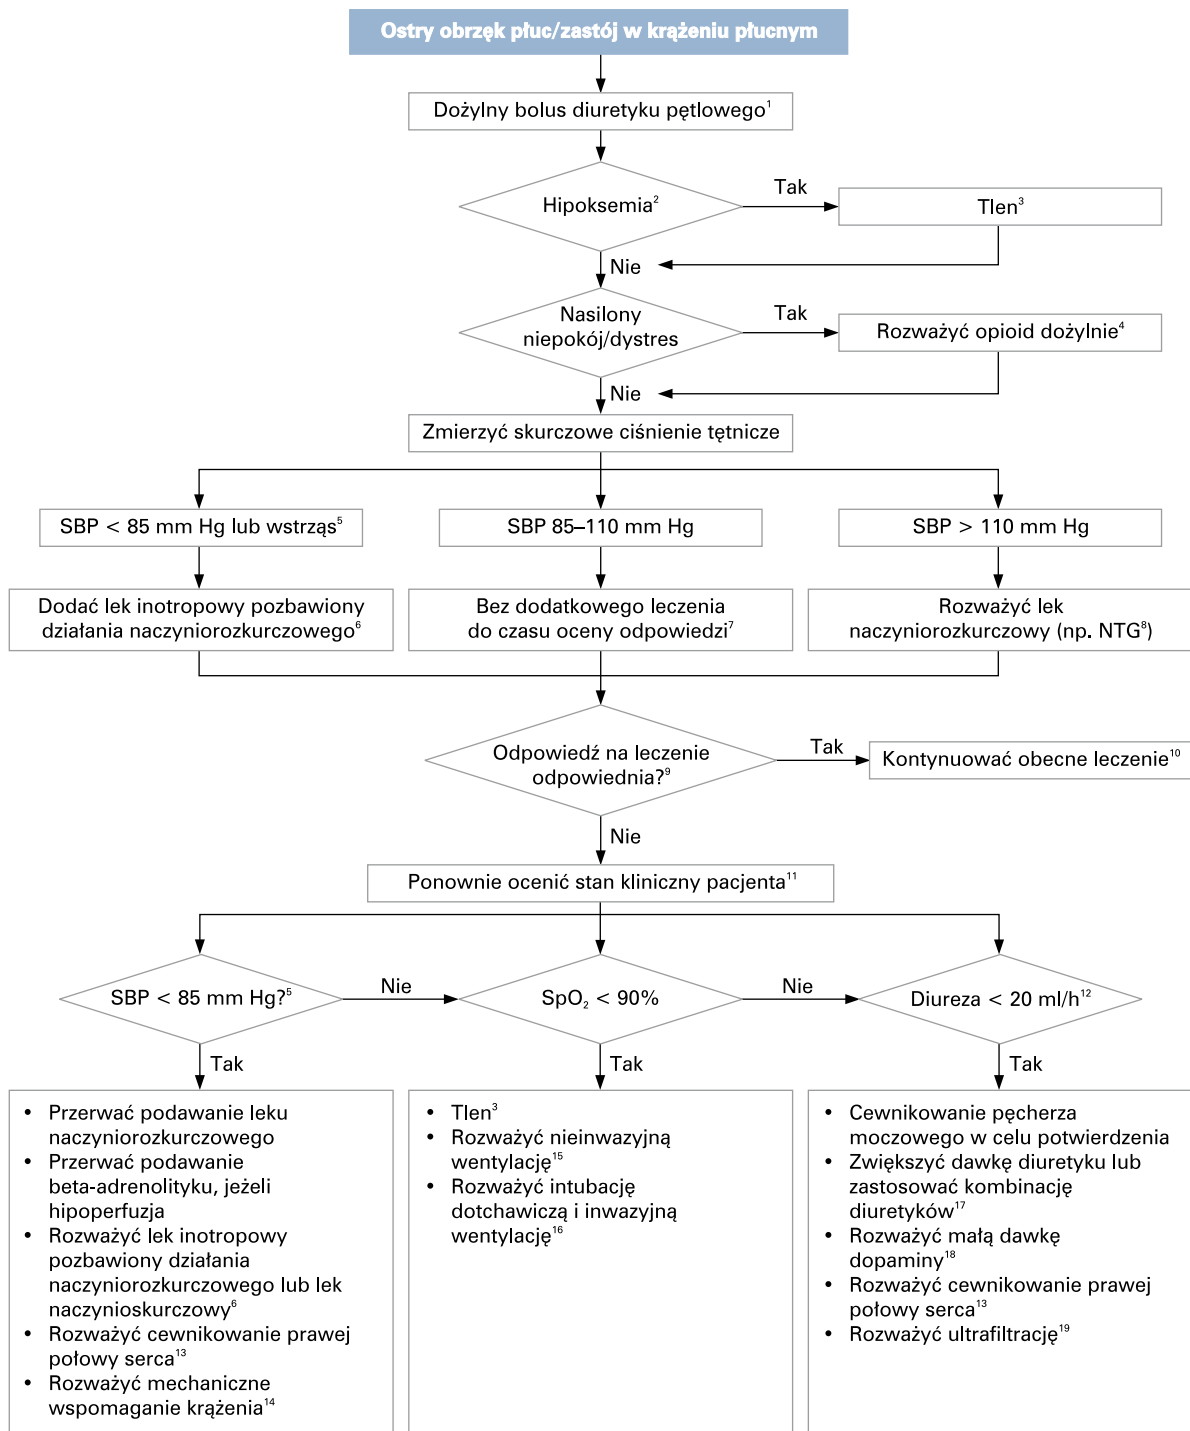 Ostry obrzęk płuc/zastój w krążeniu płucnym
Dożylny bolus diuretyku pętlowego¹
Hipoksemia²
Tak
Tlen³
Nie
Nasilony
niepokój/dystres
Tak
Rozważyć opioid dożylnie⁴
Nie
Zmierzyć skurczowe ciśnienie tętnicze
SBP < 85 mm Hg lub wstrząs⁵
SBP 85–110 mm Hg
SBP > 110 mm Hg
Dodać lek inotropowy pozbawiony
działania naczyniorozkurczowego⁶
Bez dodatkowego leczenia
do czasu oceny odpowiedzi⁷
Rozważyć lek
naczyniorozkurczowy (np. NTG⁸)
Odpowiedź na leczenie
odpowiednia?⁹
Tak
Kontynuować obecne leczenie¹⁰
Nie
Ponownie ocenić stan kliniczny pacjenta¹¹
SBP < 85 mm Hg?⁵
Nie
SpO₂ < 90%
Nie
Diureza < 20 ml/h¹²
Tak
Tak
Tak
• Przerwać podawanie leku
naczyniorozkurczowego
• Przerwać podawanie
beta-adrenolityku, jeżeli
hipoperfuzja
• Rozważyć lek inotropowy
pozbawiony działania
naczyniorozkurczowego lub lek
naczynioskurczowy⁶
• Rozważyć cewnikowanie prawej
połowy serca¹³
• Rozważyć mechaniczne
wspomaganie krążenia¹⁴
• Tlen³
• Rozważyć nieinwazyjną
wentylację¹⁵
• Rozważyć intubację
dotchawiczą i inwazyjną
wentylację¹⁶
• Cewnikowanie pęcherza
moczowego w celu potwierdzenia
• Zwiększyć dawkę diuretyku lub
zastosować kombinację
diuretyków¹⁷
• Rozważyć małą dawkę
dopaminy¹⁸
• Rozważyć cewnikowanie prawej
połowy serca¹³
• Rozważyć ultrafiltrację¹⁹